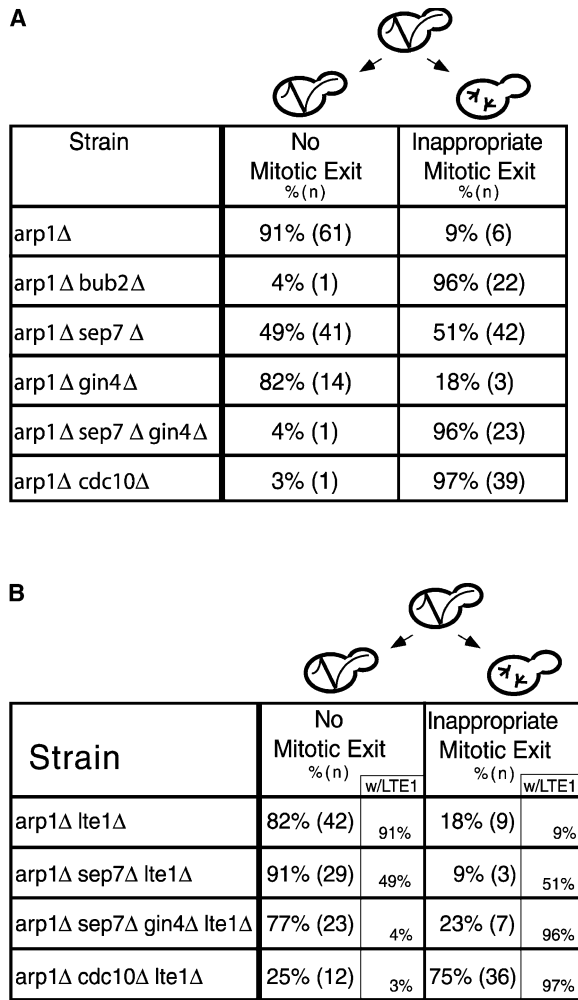 A
Strain No Mitotic Exit % (n) Inappropriate Mitotic Exit % (n)
arp1Δ 91% (61) 9% (6)
arp1Δ bub2Δ 4% (1) 96% (22)
arp1Δ sep7 Δ 49% (41) 51% (42)
arp1Δ gin4Δ 82% (14) 18% (3)
arp1Δ sep7 Δ gin4Δ 4% (1) 96% (23)
arp1Δ cdc10Δ 3% (1) 97% (39)
B
Strain No Mitotic Exit % (n) w/LTE1 Inappropriate Mitotic Exit % (n) w/LTE1
arp1Δ lte1Δ 82% (42) 91% 18% (9) 9%
arp1Δ sep7Δ lte1Δ 91% (29) 49% 9% (3) 51%
arp1Δ sep7Δ gin4Δ lte1Δ 77% (23) 4% 23% (7) 96%
arp1Δ cdc10Δ lte1Δ 25% (12) 3% 75% (36) 97%